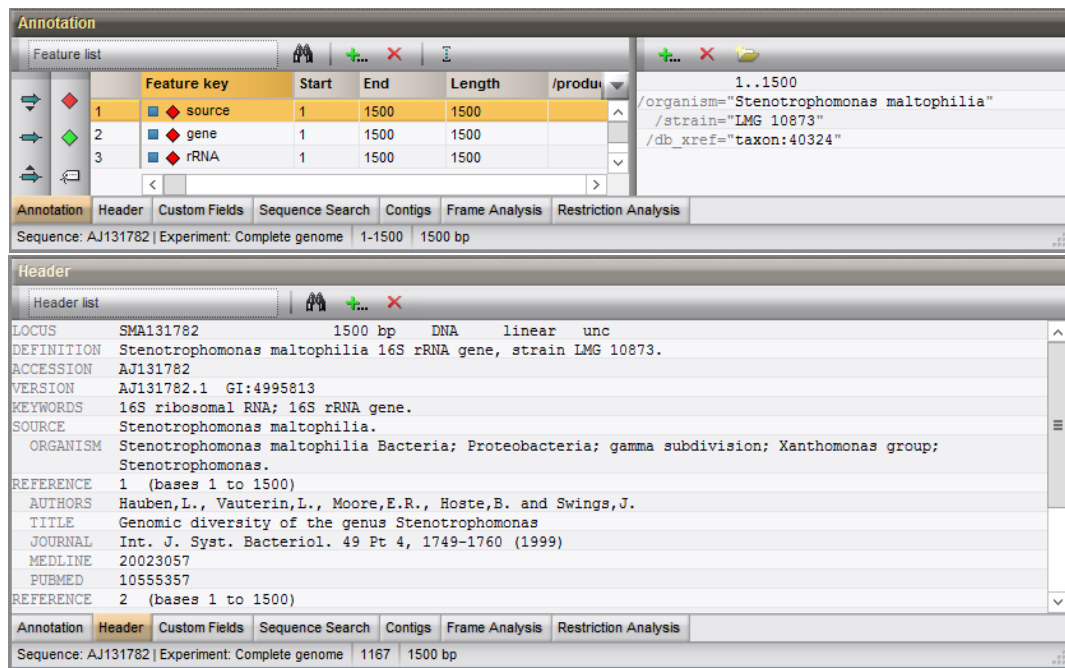 Annotation
Feature list
Feature key Start End Length /produ
1 source 1 1500 1500
2 gene 1 1500 1500
3 rRNA 1 1500 1500
1..1500
/organism="Stenotrophomonas maltophilia"
/strain="LMG 10873"
/db_xref="taxon:40324"
Annotation Header Custom Fields Sequence Search Contigs Frame Analysis Restriction Analysis
Sequence: AJ131782 | Experiment: Complete genome 1-1500 1500 bp
Header
Header list
LOCUS SMA131782 1500 bp DNA linear unc
DEFINITION Stenotrophomonas maltophilia 16S rRNA gene, strain LMG 10873.
ACCESSION AJ131782
VERSION AJ131782.1 GI:4995813
KEYWORDS 16S ribosomal RNA; 16S rRNA gene.
SOURCE Stenotrophomonas maltophilia.
ORGANISM Stenotrophomonas maltophilia Bacteria; Proteobacteria; gamma subdivision; Xanthomonas group;
Stenotrophomonas.
REFERENCE 1 (bases 1 to 1500)
AUTHORS Hauben,L., Vauterin,L., Moore,E.R., Hoste,B. and Swings,J.
TITLE Genomic diversity of the genus Stenotrophomonas
JOURNAL Int. J. Syst. Bacteriol. 49 Pt 4, 1749-1760 (1999)
MEDLINE 20023057
PUBMED 10555357
REFERENCE 2 (bases 1 to 1500)
Annotation Header Custom Fields Sequence Search Contigs Frame Analysis Restriction Analysis
Sequence: AJ131782 | Experiment: Complete genome 1167 1500 bp